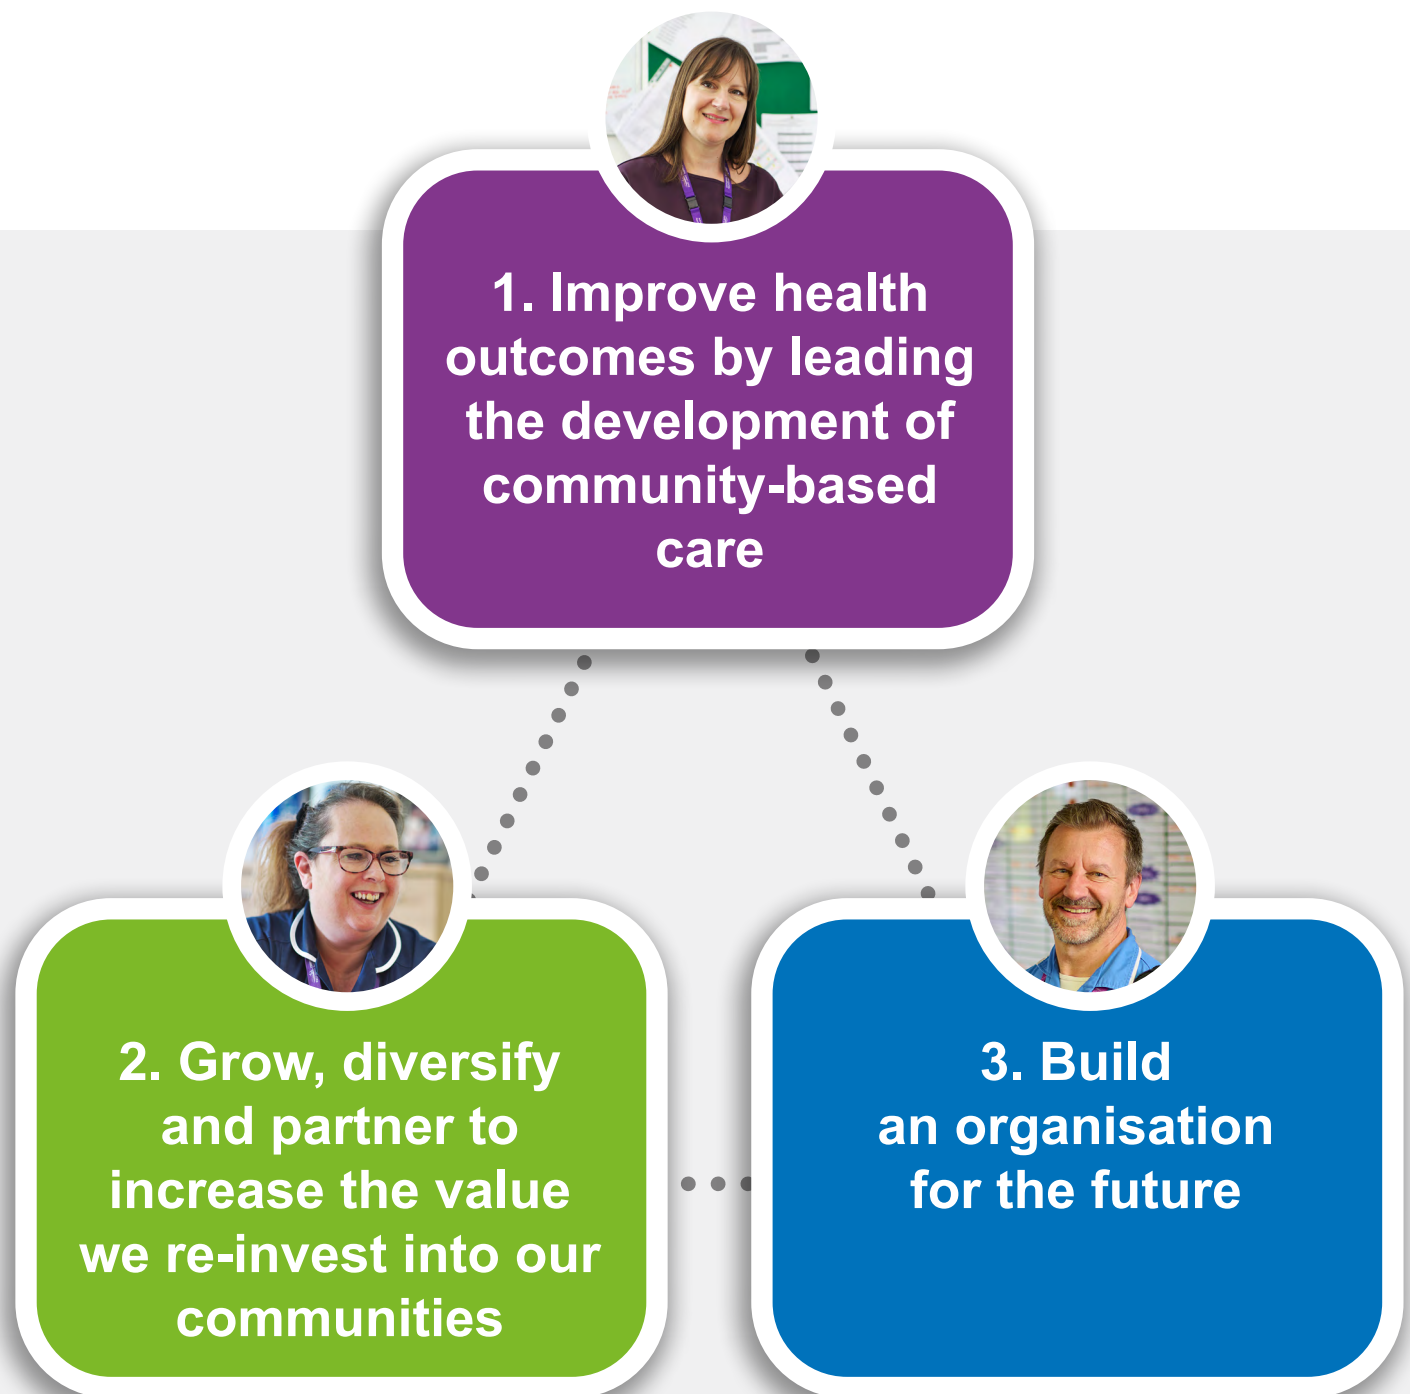 1. Improve health
outcomes by leading
the development of
community-based
care
2. Grow, diversify
and partner to
increase the value
we re-invest into our
communities
3. Build
an organisation
for the future